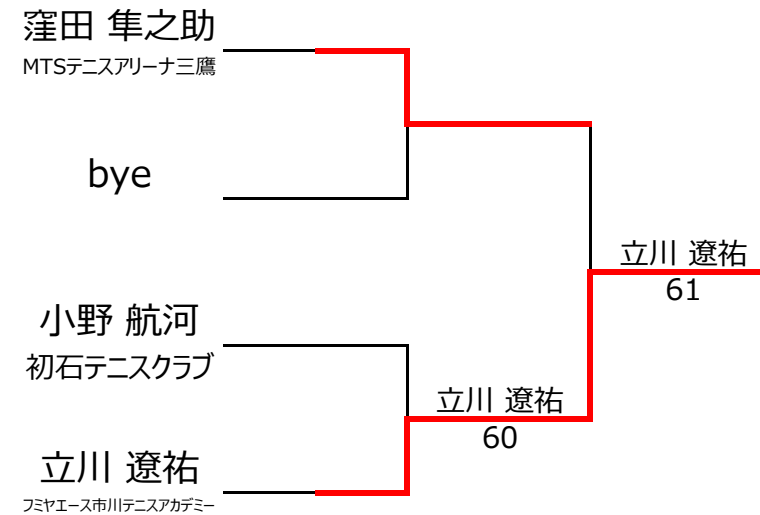 窪田 隼之助
MTSテニスアリーナ三鷹
bye
立川 遼祐
61
小野 航河
初石テニスクラブ
立川 遼祐
60
立川 遼祐
フミヤエース市川テニスアカデミー